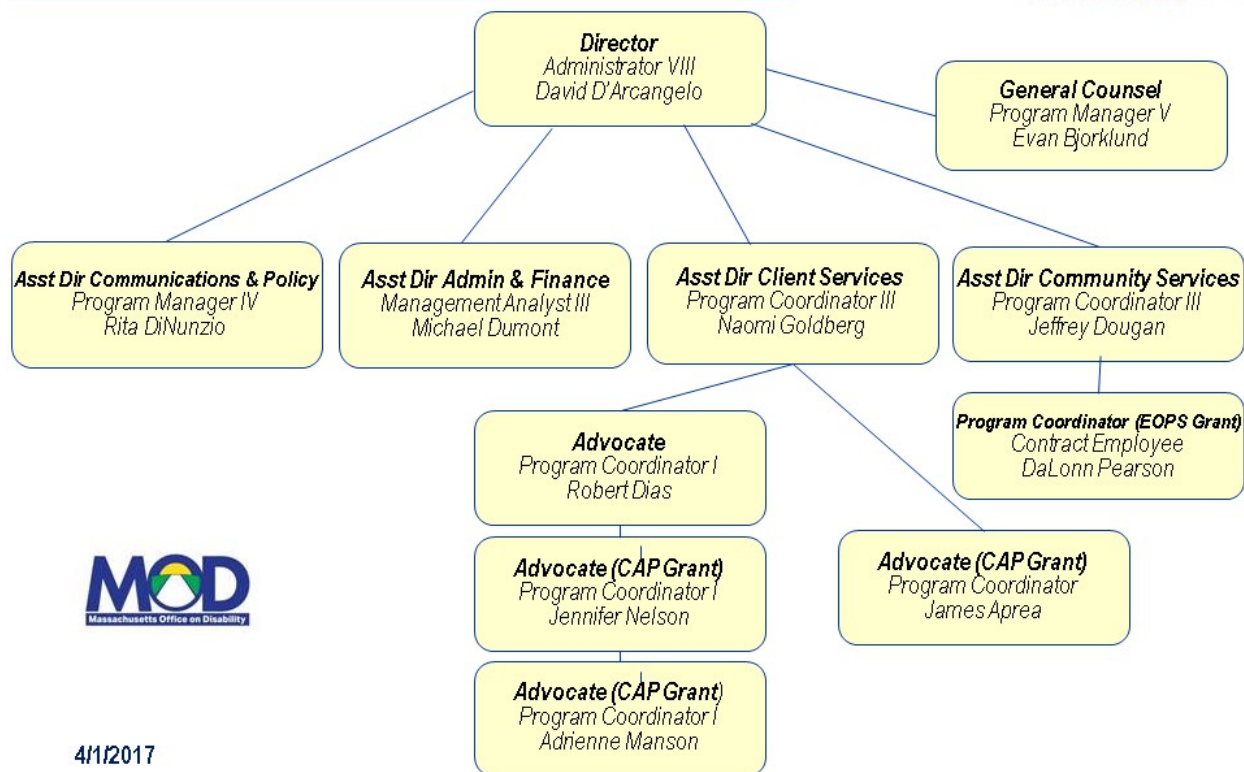 Director
Administrator VIII
David D'Arcangelo
General Counsel
Program Manager V
Evan Bjorklund
Asst Dir Communications & Policy
Program Manager IV
Rita DiNunzio
Asst Dir Admin & Finance
Management Analyst III
Michael Dumont
Asst Dir Client Services
Program Coordinator III
Naomi Goldberg
Asst Dir Community Services
Program Coordinator III
Jeffrey Dougan
Program Coordinator (EOPS Grant)
Contract Employee
DaLonn Pearson
Advocate
Program Coordinator I
Robert Dias
Advocate (CAP Grant)
Program Coordinator I
Jennifer Nelson
Advocate (CAP Grant)
Program Coordinator
James Aprea
Advocate (CAP Grant)
Program Coordinator I
Adrienne Manson
MOD
Massachusetts Office on Disability
4/1/2017